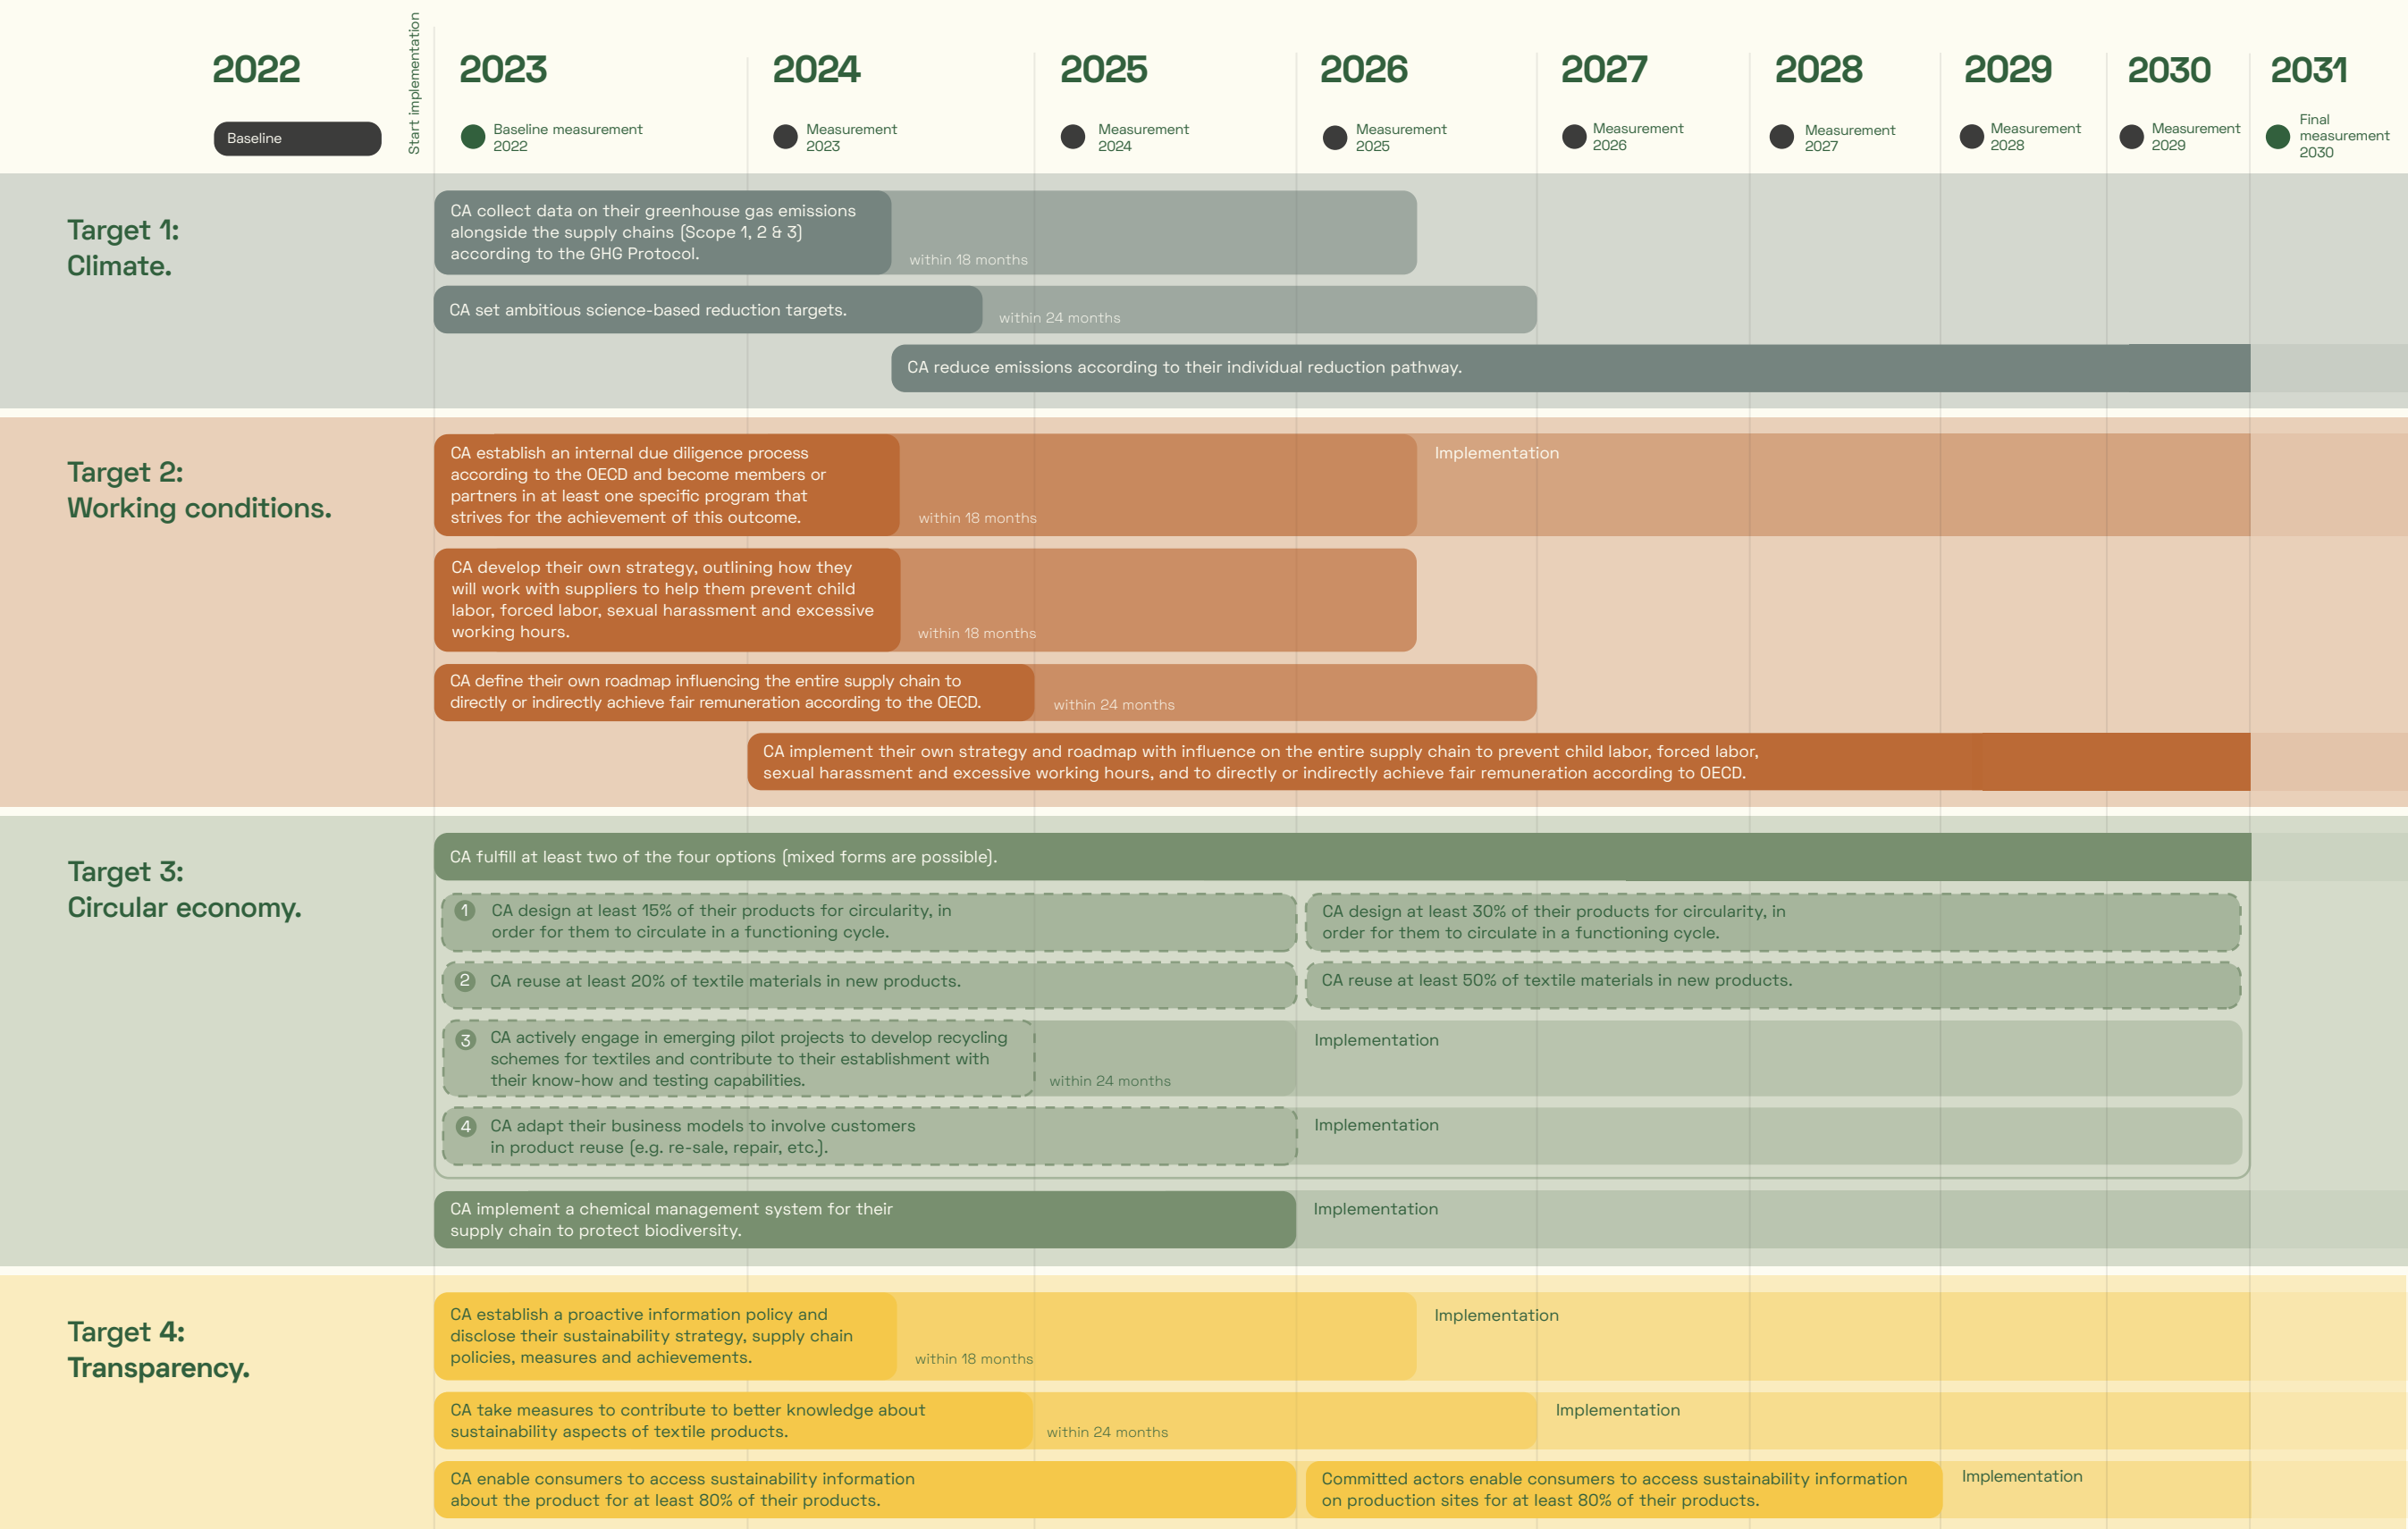 Start implementation
2022
2023
2024
2025
2026
2027
2028
2029
2030
2031
Baseline
Baseline measurement
2022
Measurement
2023
Measurement
2024
Measurement
2025
Measurement
2026
Measurement
2027
Measurement
2028
Measurement
2029
Final
measurement
2030
Target 1:
Climate.
CA collect data on their greenhouse gas emissions
alongside the supply chains (Scope 1, 2 & 3)
according to the GHG Protocol.
within 18 months
CA set ambitious science-based reduction targets.
within 24 months
CA reduce emissions according to their individual reduction pathway.
Target 2:
Working conditions.
CA establish an internal due diligence process
according to the OECD and become members or
partners in at least one specific program that
strives for the achievement of this outcome.
within 18 months
Implementation
CA develop their own strategy, outlining how they
will work with suppliers to help them prevent child
labor, forced labor, sexual harassment and excessive
working hours.
within 18 months
CA define their own roadmap influencing the entire supply chain to
directly or indirectly achieve fair remuneration according to the OECD.
within 24 months
CA implement their own strategy and roadmap with influence on the entire supply chain to prevent child labor, forced labor,
sexual harassment and excessive working hours, and to directly or indirectly achieve fair remuneration according to OECD.
Target 3:
Circular economy.
CA fulfill at least two of the four options (mixed forms are possible).
1 CA design at least 15% of their products for circularity, in
order for them to circulate in a functioning cycle.
CA design at least 30% of their products for circularity, in
order for them to circulate in a functioning cycle.
2 CA reuse at least 20% of textile materials in new products.
CA reuse at least 50% of textile materials in new products.
3 CA actively engage in emerging pilot projects to develop recycling
schemes for textiles and contribute to their establishment with
their know-how and testing capabilities.
within 24 months
Implementation
4 CA adapt their business models to involve customers
in product reuse (e.g. re-sale, repair, etc.).
Implementation
CA implement a chemical management system for their
supply chain to protect biodiversity.
Implementation
Target 4:
Transparency.
CA establish a proactive information policy and
disclose their sustainability strategy, supply chain
policies, measures and achievements.
within 18 months
Implementation
CA take measures to contribute to better knowledge about
sustainability aspects of textile products.
within 24 months
Implementation
CA enable consumers to access sustainability information
about the product for at least 80% of their products.
Committed actors enable consumers to access sustainability information
on production sites for at least 80% of their products.
Implementation